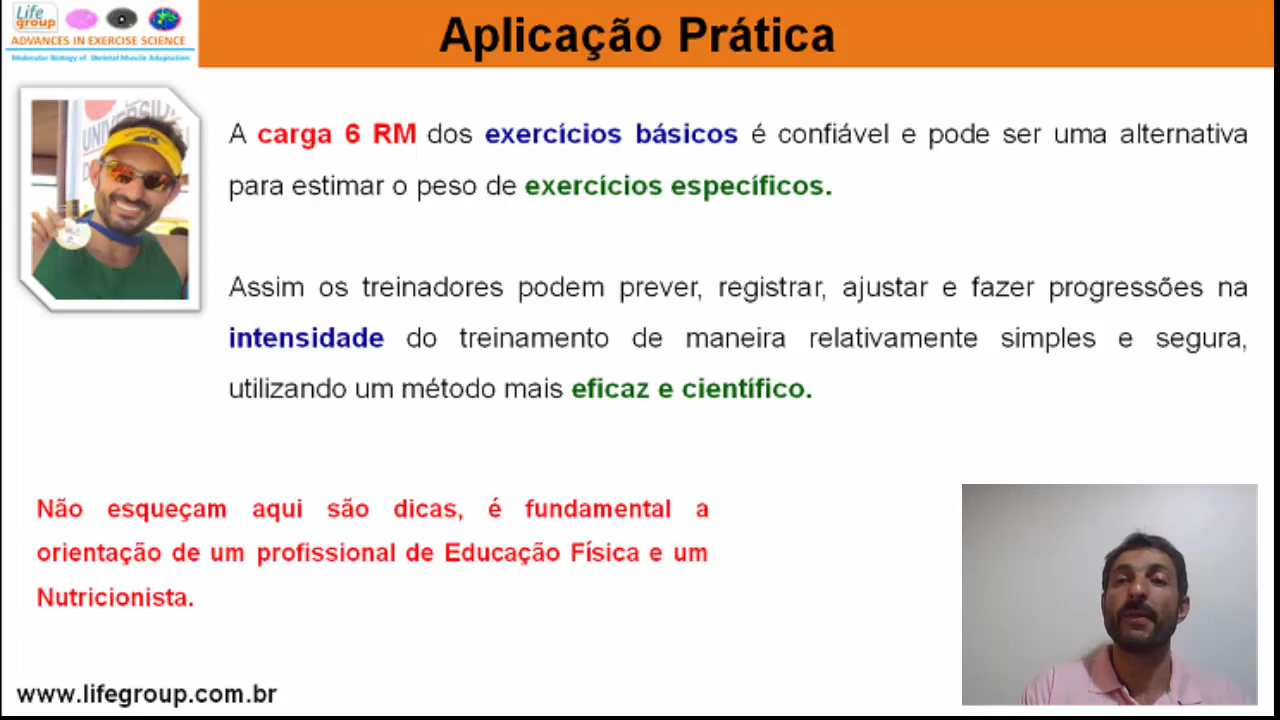 Life
group
ADVANCES IN EXERCISE SCIENCE
Molecular Biology of Skeletal Muscle Adaptation
Aplicação Prática
A carga 6 RM dos exercícios básicos é confiável e pode ser uma alternativa
para estimar o peso de exercícios específicos.
Assim os treinadores podem prever, registrar, ajustar e fazer progressões na
intensidade do treinamento de maneira relativamente simples e segura,
utilizando um método mais eficaz e científico.
Não esqueçam aqui são dicas, é fundamental a
orientação de um profissional de Educação Física e um
Nutricionista.
www.lifegroup.com.br